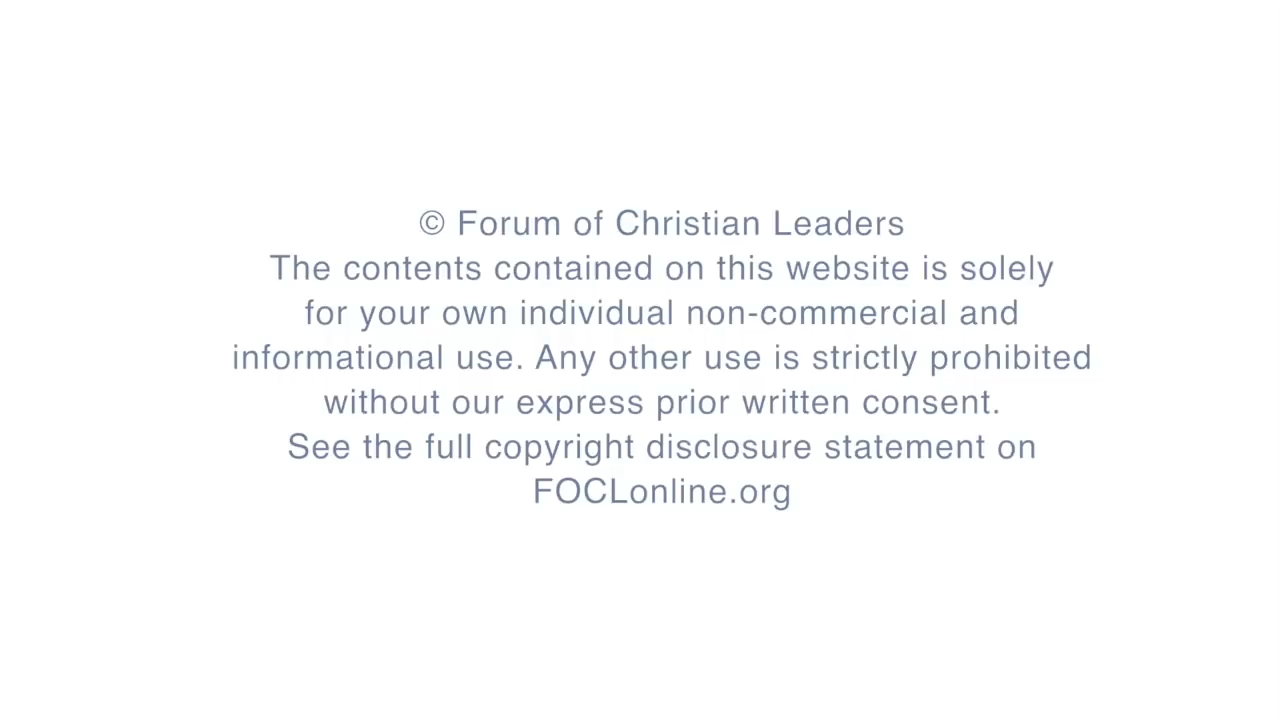 © Forum of Christian Leaders
The contents contained on this website is solely
for your own individual non-commercial and
informational use. Any other use is strictly prohibited
without our express prior written consent.
See the full copyright disclosure statement on
FOCLonline.org